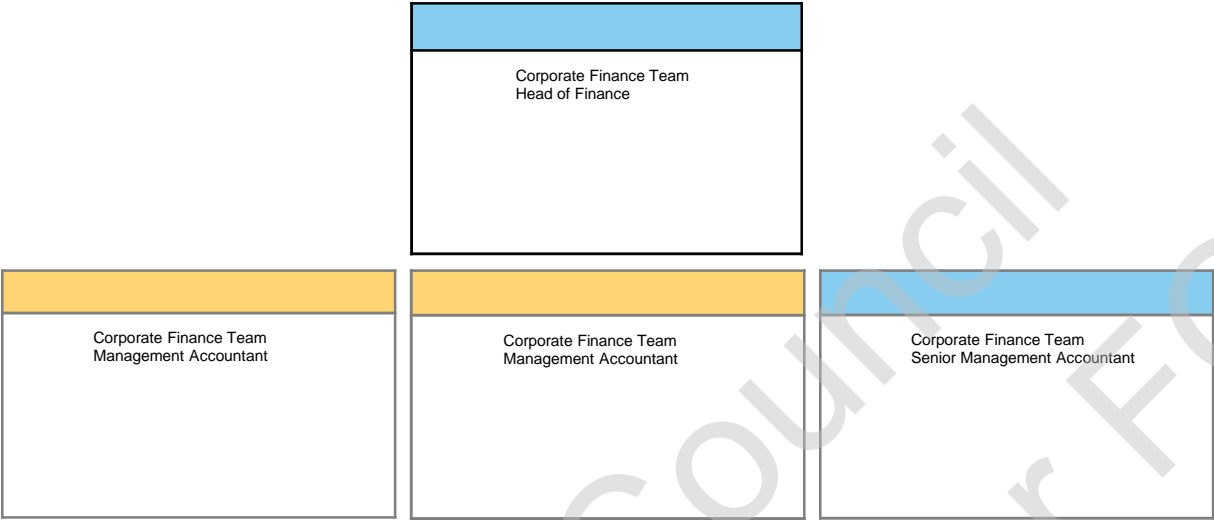 Corporate Finance Team
Head of Finance
Corporate Finance Team
Management Accountant
Corporate Finance Team
Management Accountant
Corporate Finance Team
Senior Management Accountant
Council
r FO